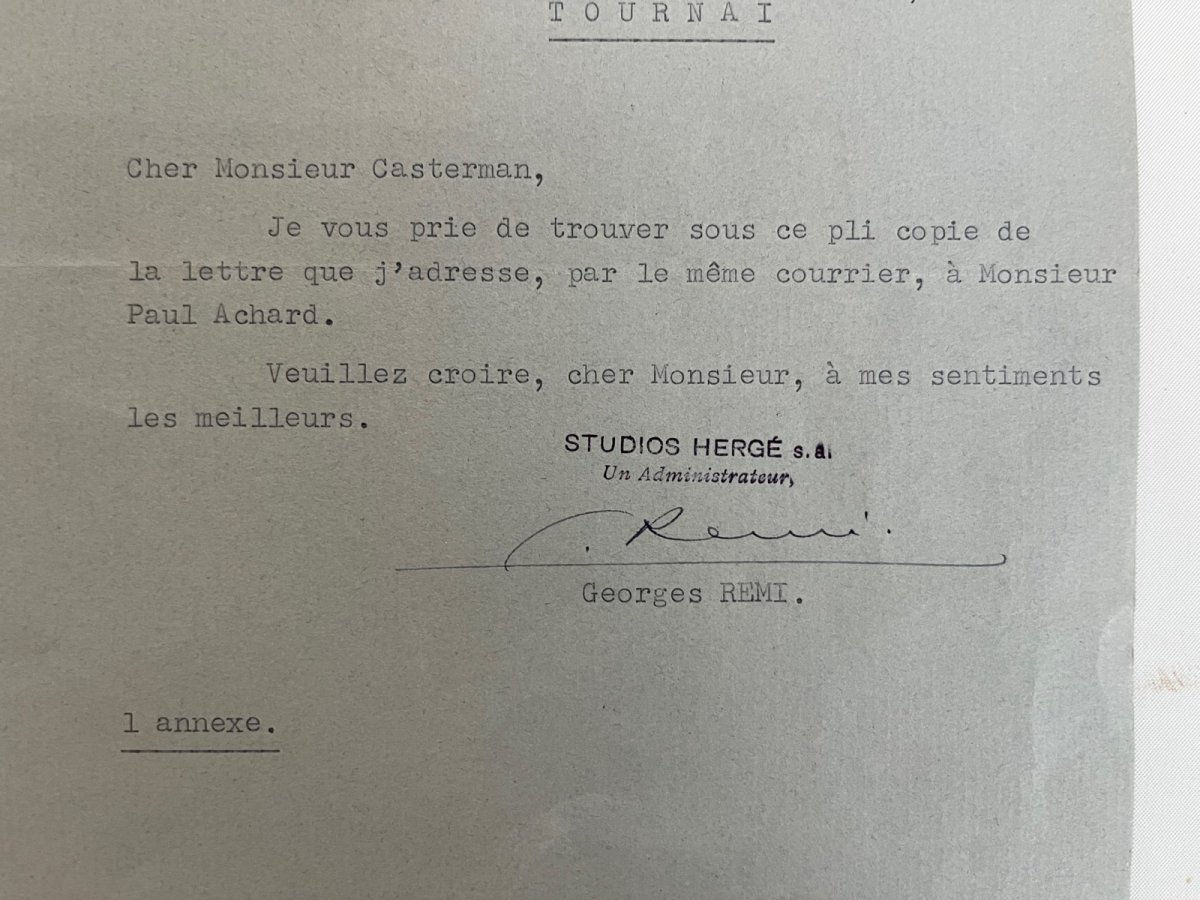 T O U R N A I
Cher Monsieur Casterman,
Je vous prie de trouver sous ce pli copie de
la lettre que j'adresse, par le même courrier, à Monsieur
Paul Achard.
Veuillez croire, cher Monsieur, à mes sentiments
les meilleurs.
STUDIOS HERGÉ s.a.
Un Administrateur,
Remi.
Georges REMI.
1 annexe.